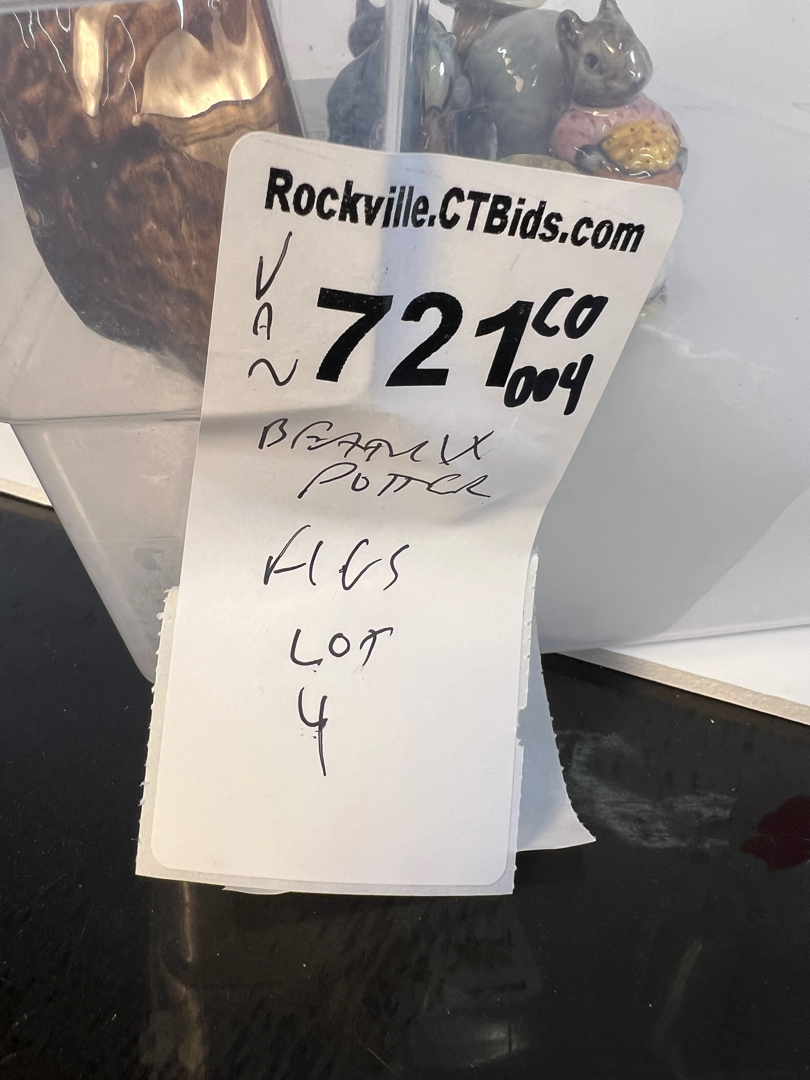 Rockville.CTBids.com
VAN
721 CO
004
BEATRIX
POTTER
FIGS
LOT
4